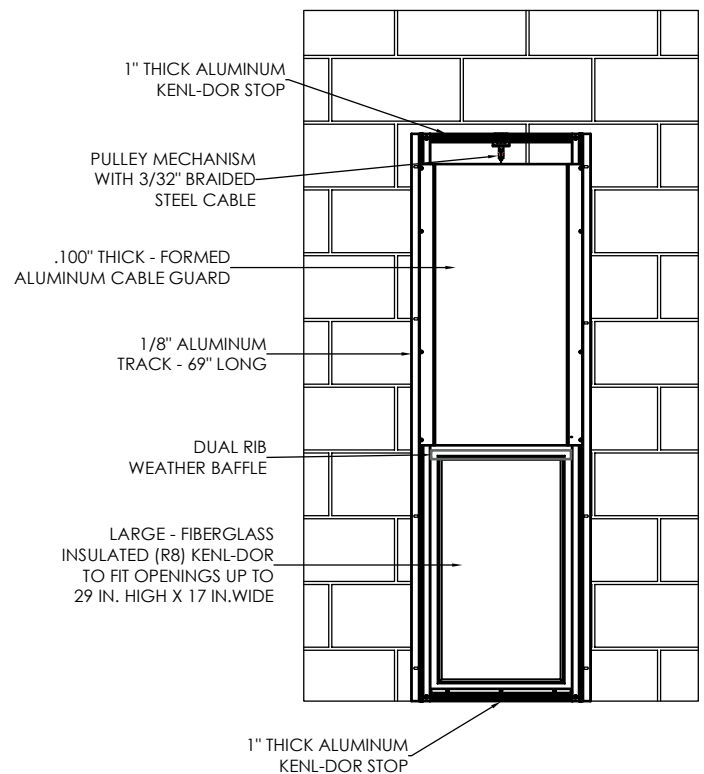 1" THICK ALUMINUM
KENL-DOR STOP
PULLEY MECHANISM
WITH 3/32" BRAIDED
STEEL CABLE
.100" THICK - FORMED
ALUMINUM CABLE GUARD
1/8" ALUMINUM
TRACK - 69" LONG
DUAL RIB
WEATHER BAFFLE
LARGE - FIBERGLASS
INSULATED (R8) KENL-DOR
TO FIT OPENINGS UP TO
29 IN. HIGH X 17 IN.WIDE
1" THICK ALUMINUM
KENL-DOR STOP